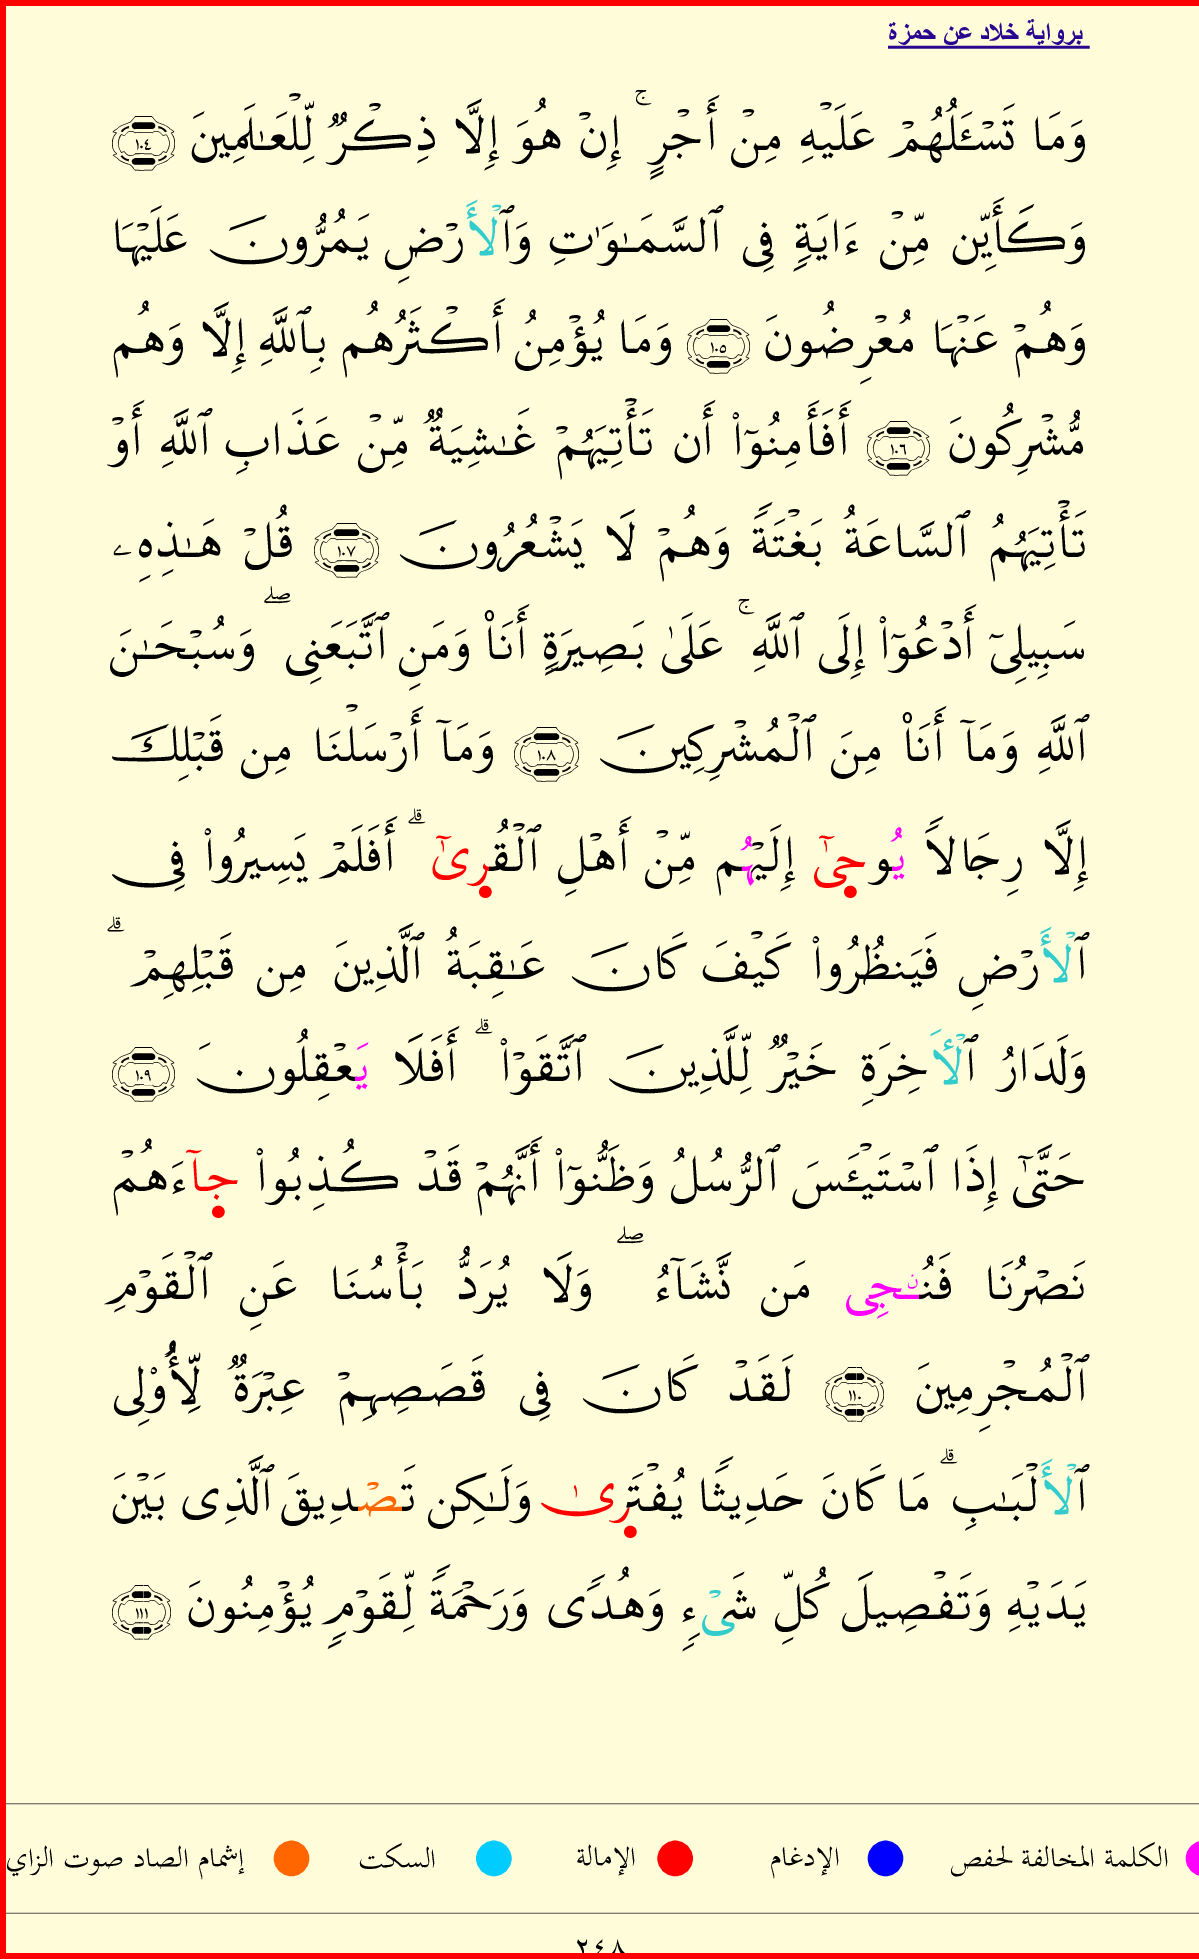 برواية خلاد عن حمزة
وَمَا تَسْـَٔلُهُمْ عَلَيْهِ مِنْ أَجْرٍ ۚ إِنْ هُوَ إِلَّا ذِكْرٌ لِّلْعَـٰلَمِينَ ١٠٤
وَكَأَيِّن مِّنْ ءَايَةٍ فِى ٱلسَّمَـٰوَٰتِ وَٱلْأَرْضِ يَمُرُّونَ عَلَيْهَا
وَهُمْ عَنْهَا مُعْرِضُونَ ١٠٥ وَمَا يُؤْمِنُ أَكْثَرُهُم بِٱللَّهِ إِلَّا وَهُم
مُّشْرِكُونَ ١٠٦ أَفَأَمِنُوٓا۟ أَن تَأْتِيَهُمْ غَـٰشِيَةٌ مِّنْ عَذَابِ ٱللَّهِ أَوْ
تَأْتِيَهُمُ ٱلسَّاعَةُ بَغْتَةً وَهُمْ لَا يَشْعُرُونَ ١٠٧ قُلْ هَـٰذِهِۦ
سَبِيلِىٓ أَدْعُوٓا۟ إِلَى ٱللَّهِ ۚ عَلَىٰ بَصِيرَةٍ أَنَا۠ وَمَنِ ٱتَّبَعَنِى ۖ وَسُبْحَـٰنَ
ٱللَّهِ وَمَآ أَنَا۠ مِنَ ٱلْمُشْرِكِينَ ١٠٨ وَمَآ أَرْسَلْنَا مِن قَبْلِكَ
إِلَّا رِجَالًا يُوحِىٰٓ إِلَيْهُم مِّنْ أَهْلِ ٱلْقُرِىٰٓ ۗ أَفَلَمْ يَسِيرُوا۟ فِى
ٱلْأَرْضِ فَيَنظُرُوا۟ كَيْفَ كَانَ عَـٰقِبَةُ ٱلَّذِينَ مِن قَبْلِهِمْ ۗ
وَلَدَارُ ٱلْأَخِرَةِ خَيْرٌ لِّلَّذِينَ ٱتَّقَوْا۟ ۗ أَفَلَا يَعْقِلُونَ ١٠٩
حَتَّىٰٓ إِذَا ٱسْتَيْـَٔسَ ٱلرُّسُلُ وَظَنُّوٓا۟ أَنَّهُمْ قَدْ كُذِبُوا۟ جِآءَهُمْ
نَصْرُنَا فَنُـۨجِى مَن نَّشَآءُ ۖ وَلَا يُرَدُّ بَأْسُنَا عَنِ ٱلْقَوْمِ
ٱلْمُجْرِمِينَ ١١٠ لَقَدْ كَانَ فِى قَصَصِهِمْ عِبْرَةٌ لِّأُو۟لِى
ٱلْأَلْبَـٰبِ ۗ مَا كَانَ حَدِيثًا يُفْتَرِىٰ وَلَـٰكِن تَصْدِيقَ ٱلَّذِى بَيْنَ
يَدَيْهِ وَتَفْصِيلَ كُلِّ شَىْءٍ وَهُدًى وَرَحْمَةً لِّقَوْمٍ يُؤْمِنُونَ ١١١
الكلمة المخالفة لحفص الإدغام الإمالة السكت إشمام الصاد صوت الزاي
٢٤٨